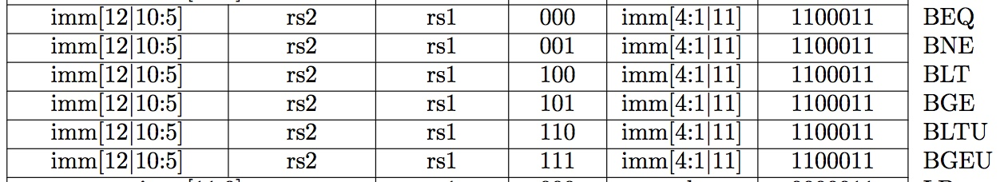 imm[12|10:5] rs2 rs1 000 imm[4:1|11] 1100011 BEQ
imm[12|10:5] rs2 rs1 001 imm[4:1|11] 1100011 BNE
imm[12|10:5] rs2 rs1 100 imm[4:1|11] 1100011 BLT
imm[12|10:5] rs2 rs1 101 imm[4:1|11] 1100011 BGE
imm[12|10:5] rs2 rs1 110 imm[4:1|11] 1100011 BLTU
imm[12|10:5] rs2 rs1 111 imm[4:1|11] 1100011 BGEU